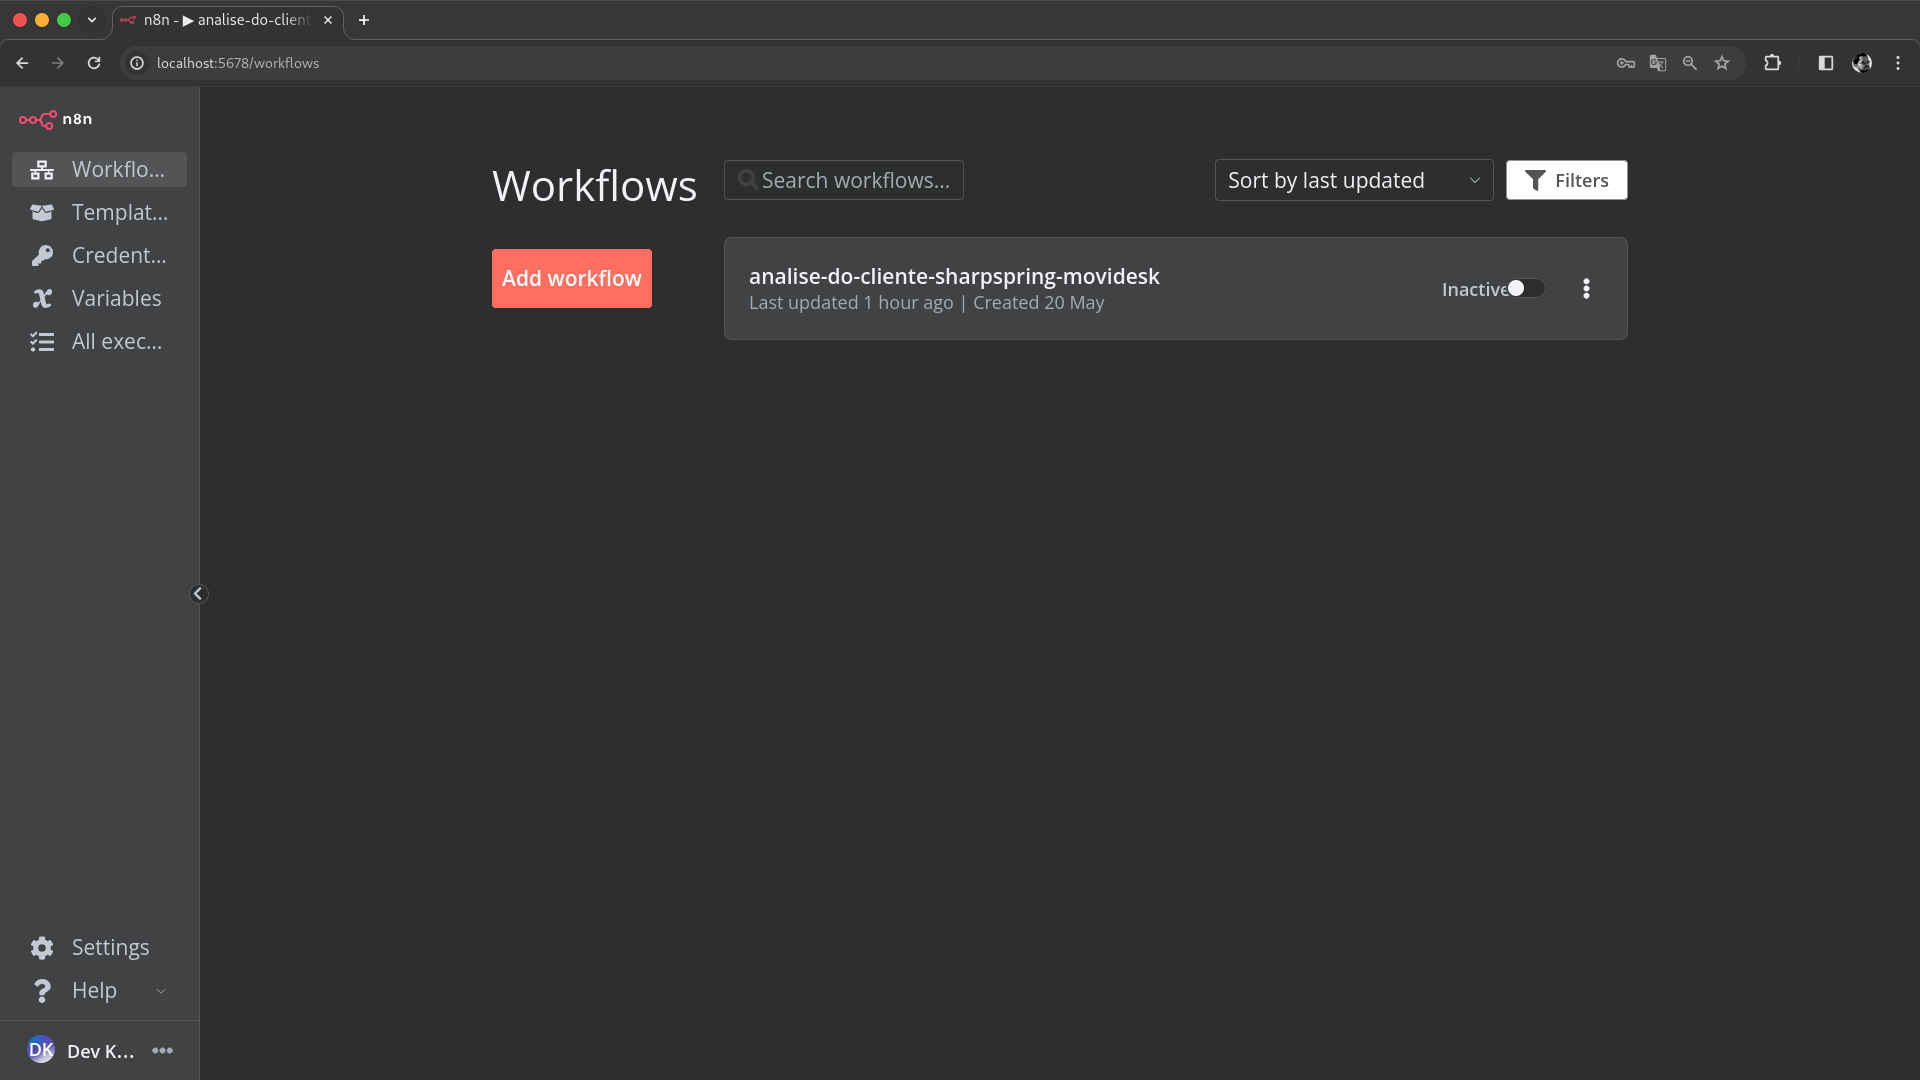 n8n - ▶ analise-do-client
localhost:5678/workflows
n8n
Workflo...
Templat...
Credent...
Variables
All exec...
Settings
Help
DK Dev K...
Workflows
Search workflows...
Sort by last updated
Filters
Add workflow
analise-do-cliente-sharpspring-movidesk
Last updated 1 hour ago | Created 20 May
Inactive